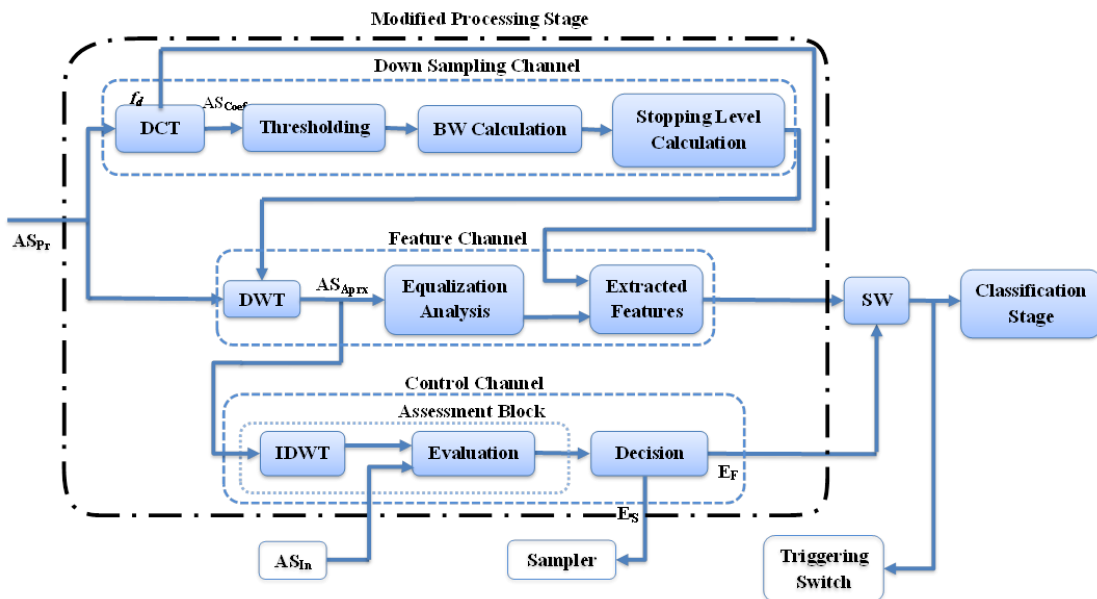 Modified Processing Stage
Down Sampling Channel
f_d
AS_Coef
DCT
Thresholding
BW Calculation
Stopping Level
Calculation
AS_Pr
Feature Channel
DWT
AS_Aprx
Equalization
Analysis
Extracted
Features
SW
Classification
Stage
Control Channel
Assessment Block
IDWT
Evaluation
Decision
E_F
E_S
AS_In
Sampler
Triggering
Switch